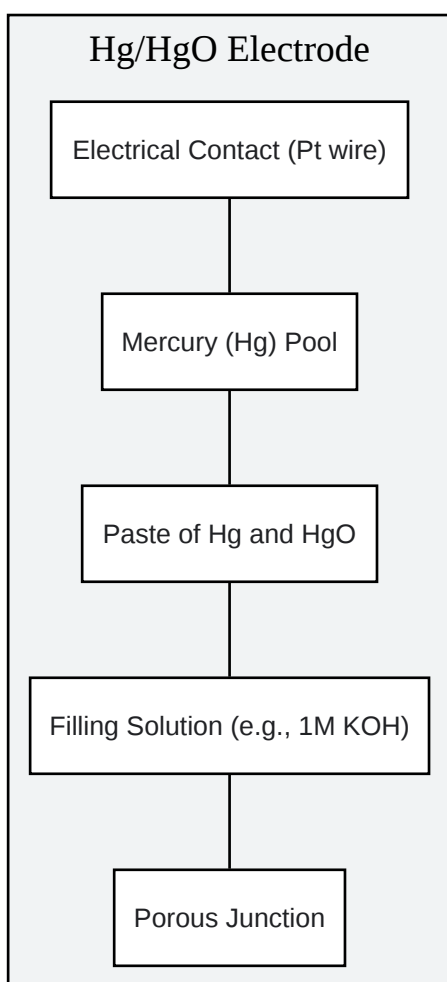 Hg/HgO Electrode
Electrical Contact (Pt wire)
Mercury (Hg) Pool
Paste of Hg and HgO
Filling Solution (e.g., 1M KOH)
Porous Junction